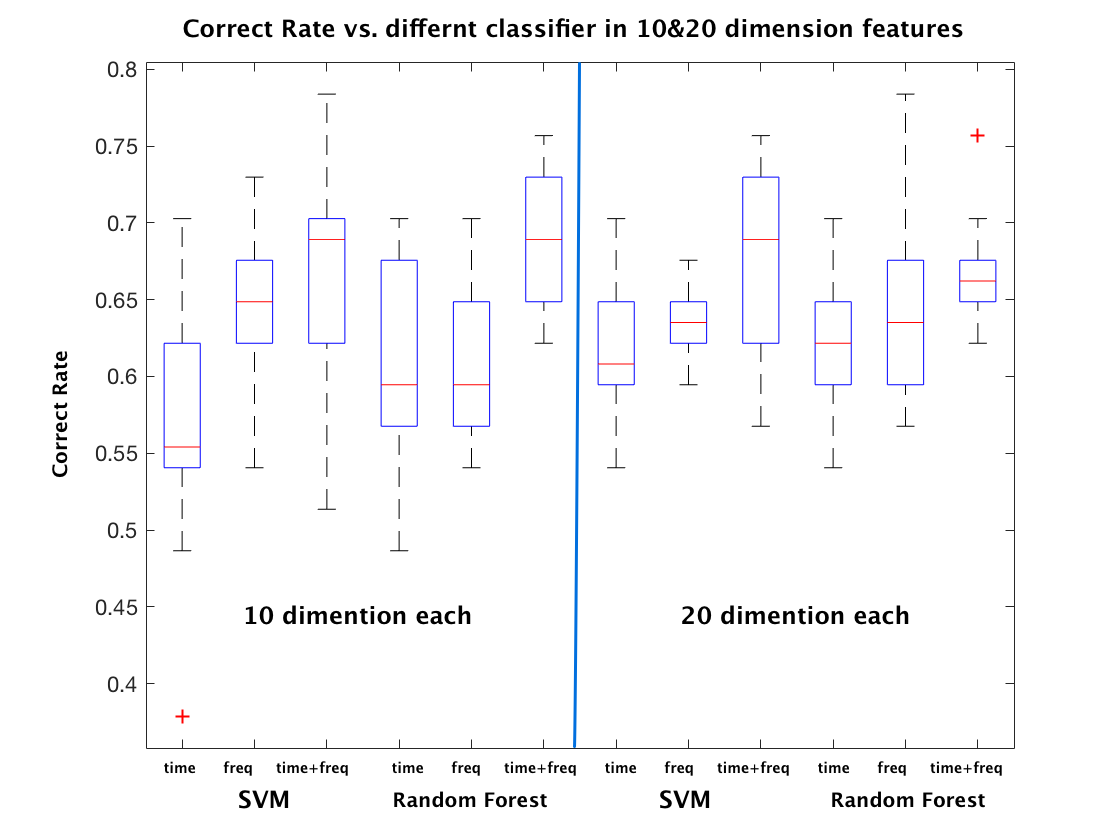 Correct Rate vs. differnt classifier in 10&20 dimension features
0.8
0.75
0.7
0.65
0.6
0.55
0.5
0.45
0.4
Correct Rate
10 dimention each
20 dimention each
time freq time+freq time freq time+freq time freq time+freq time freq time+freq
SVM Random Forest SVM Random Forest